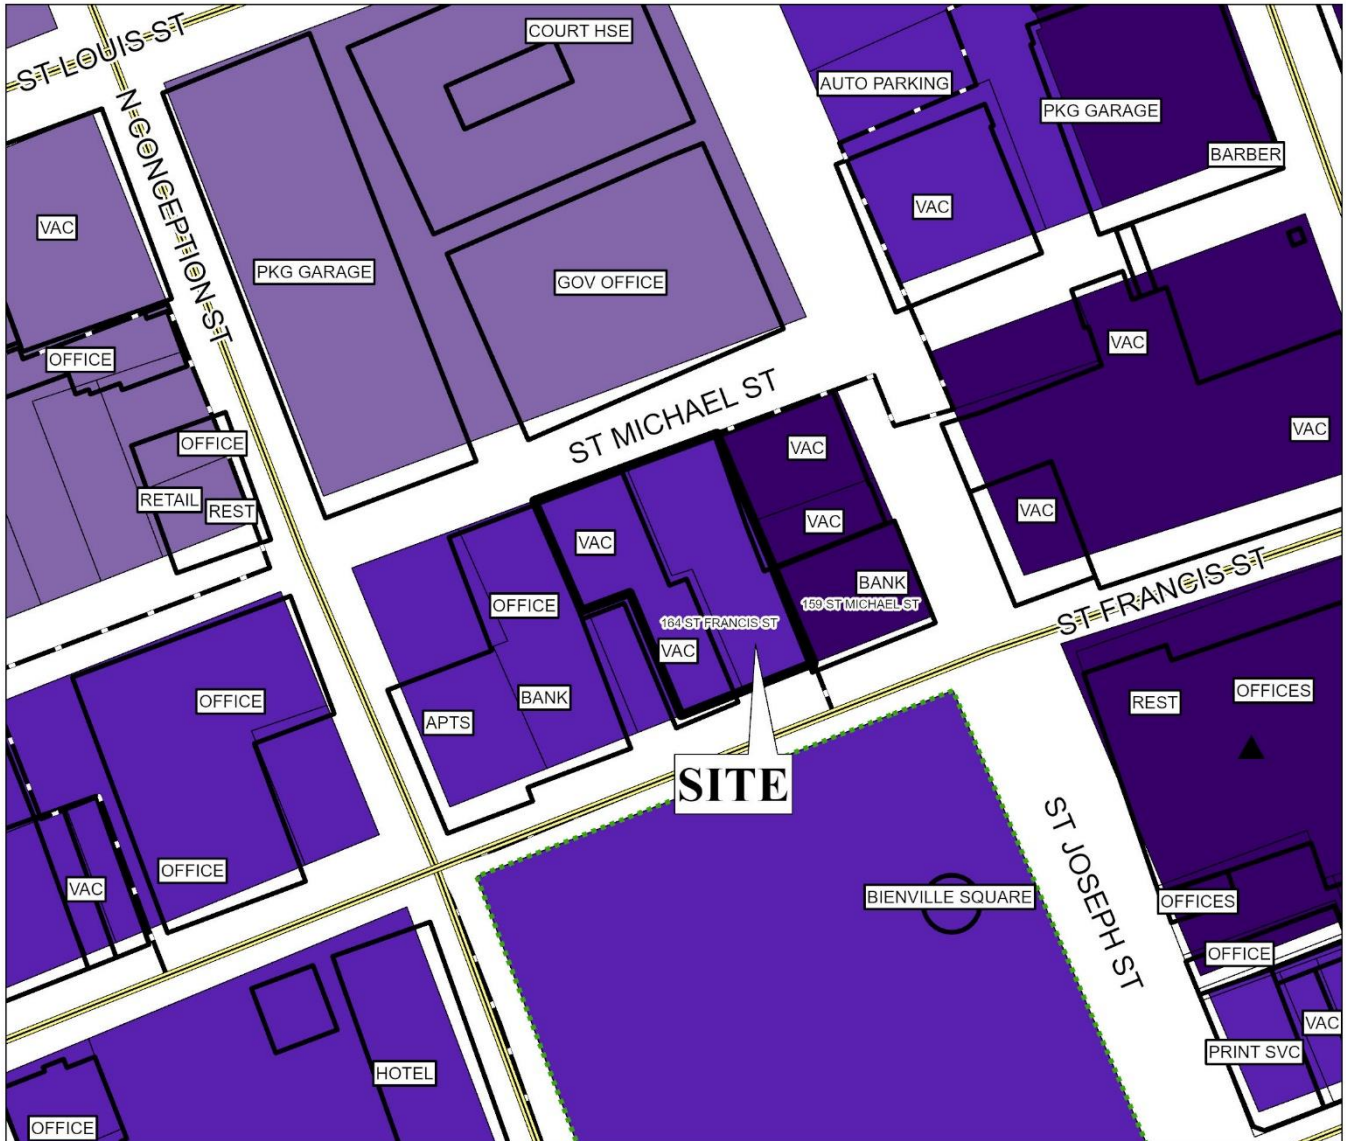 ST LOUIS ST
COURT HSE
AUTO PARKING
PKG GARAGE
N CONCEPTION ST
BARBER
VAC
VAC
PKG GARAGE
GOV OFFICE
VAC
OFFICE
ST MICHAEL ST
VAC
OFFICE
VAC
RETAIL
REST
VAC
VAC
VAC
BANK
159 ST MICHAEL ST
ST FRANCIS ST
OFFICE
164 ST FRANCIS ST
VAC
OFFICE
BANK
APTS
REST
OFFICES
SITE
ST JOSEPH ST
OFFICE
VAC
BIENVILLE SQUARE
OFFICES
OFFICE
VAC
PRINT SVC
HOTEL
OFFICE